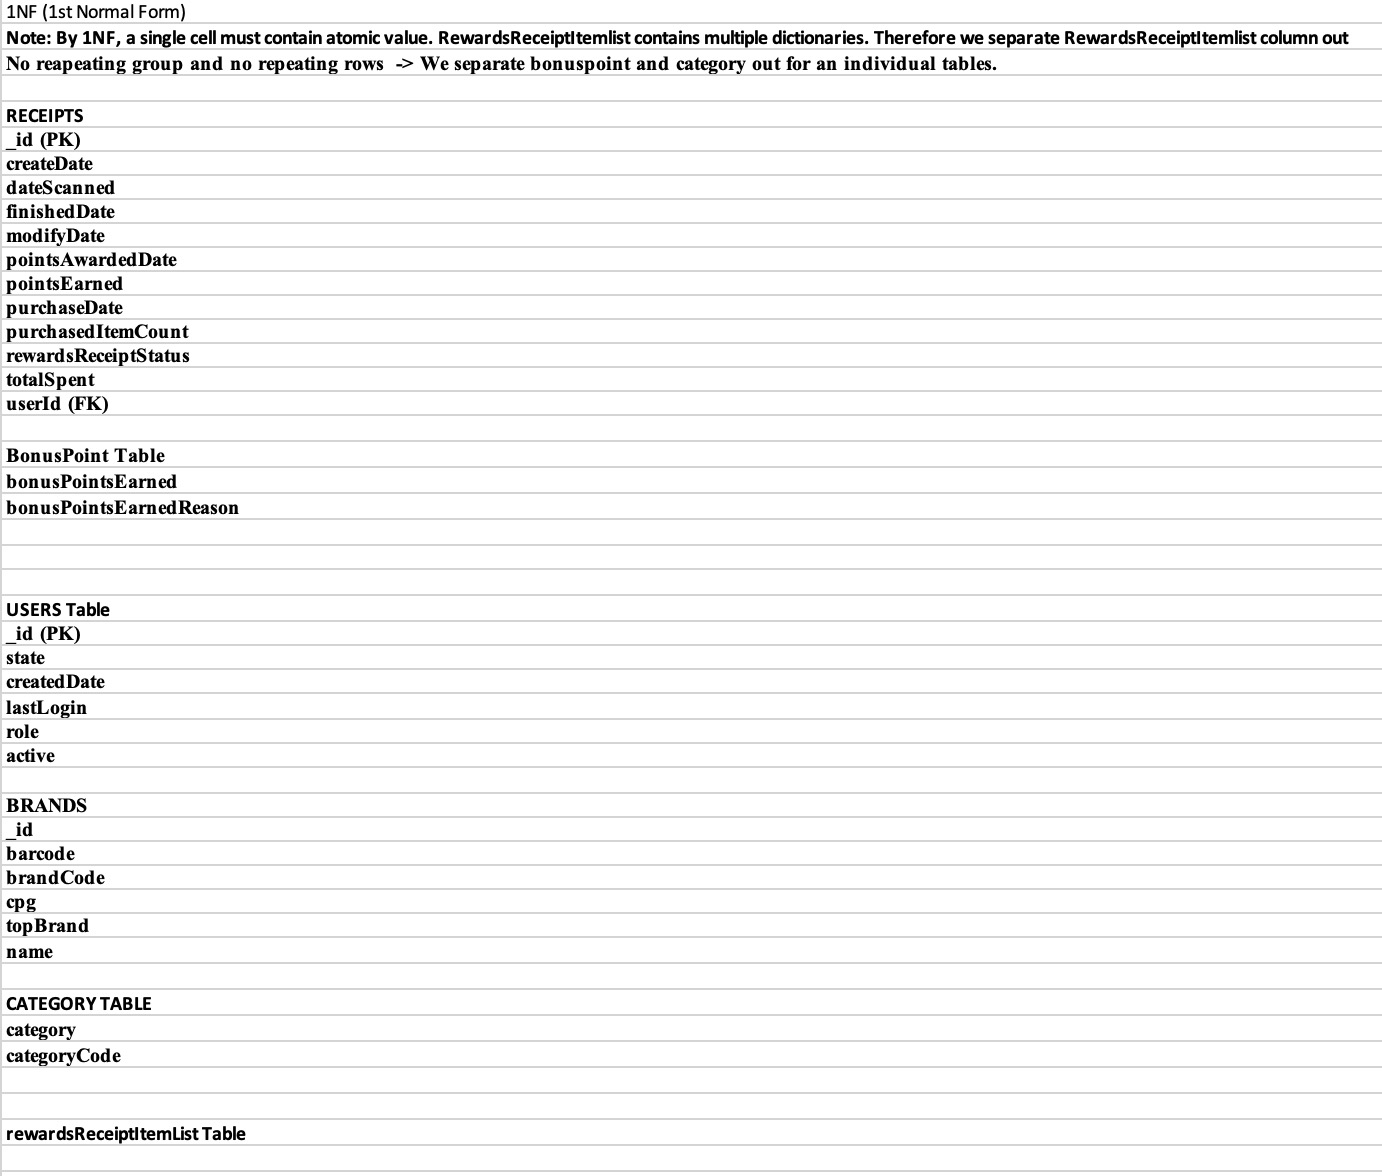 1NF (1st Normal Form)
Note: By 1NF, a single cell must contain atomic value. RewardsReceiptItemlist contains multiple dictionaries. Therefore we separate RewardsReceiptItemlist column out
No reapeating group and no repeating rows -> We separate bonuspoint and category out for an individual tables.
RECEIPTS
_id (PK)
createDate
dateScanned
finishedDate
modifyDate
pointsAwardedDate
pointsEarned
purchaseDate
purchasedItemCount
rewardsReceiptStatus
totalSpent
userId (FK)
BonusPoint Table
bonusPointsEarned
bonusPointsEarnedReason
USERS Table
_id (PK)
state
createdDate
lastLogin
role
active
BRANDS
_id
barcode
brandCode
cpg
topBrand
name
CATEGORY TABLE
category
categoryCode
rewardsReceiptItemList Table